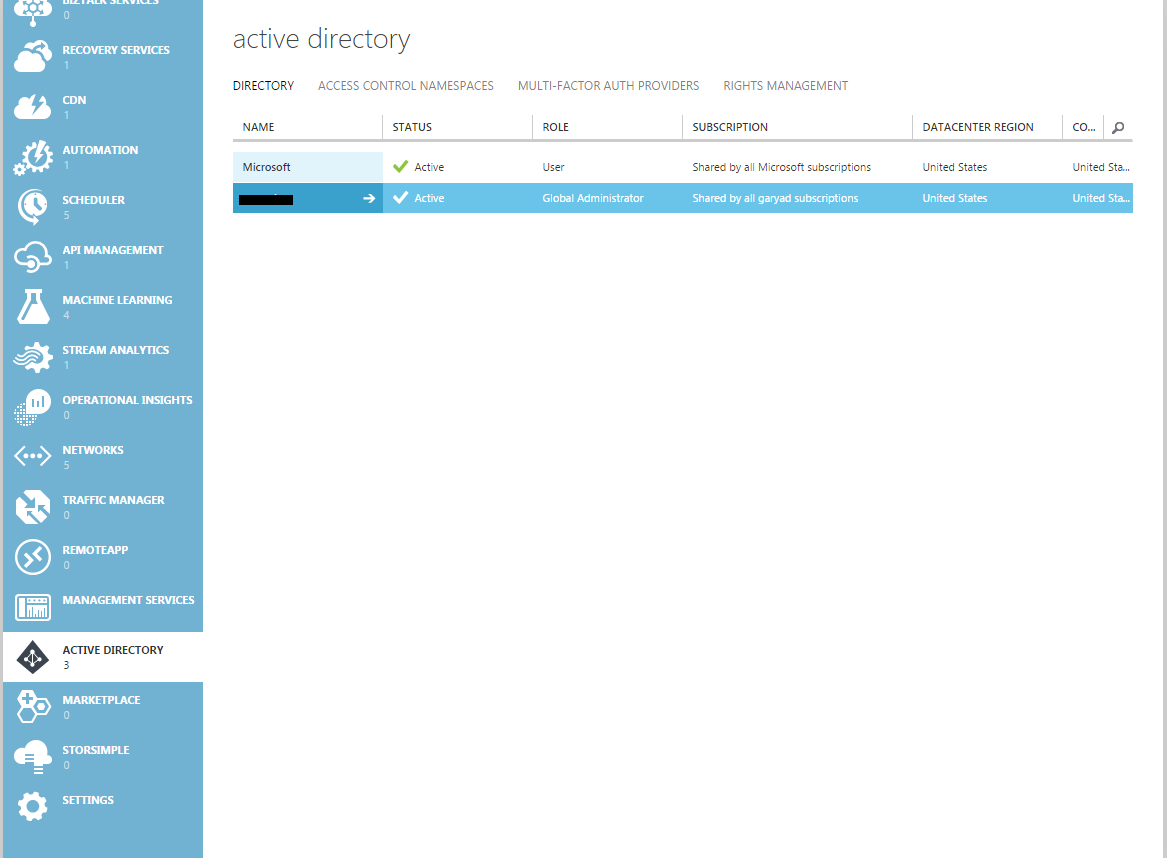 BIZTALK SERVICES
0
RECOVERY SERVICES
1
CDN
1
AUTOMATION
1
SCHEDULER
5
API MANAGEMENT
1
MACHINE LEARNING
4
STREAM ANALYTICS
1
OPERATIONAL INSIGHTS
0
NETWORKS
5
TRAFFIC MANAGER
0
REMOTEAPP
0
MANAGEMENT SERVICES
ACTIVE DIRECTORY
3
MARKETPLACE
0
STORSIMPLE
0
SETTINGS
active directory
DIRECTORY ACCESS CONTROL NAMESPACES MULTI-FACTOR AUTH PROVIDERS RIGHTS MANAGEMENT
NAME STATUS ROLE SUBSCRIPTION DATACENTER REGION CO...
Microsoft Active User Shared by all Microsoft subscriptions United States United Sta...
Active Global Administrator Shared by all garyad subscriptions United States United Sta...